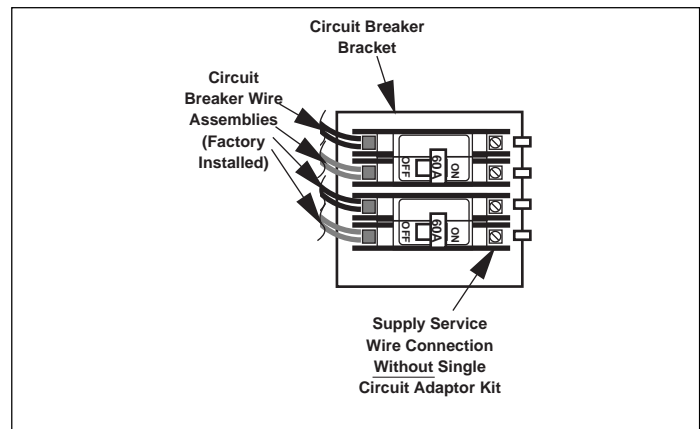 Circuit Breaker
Bracket
Circuit
Breaker Wire
Assemblies
(Factory
Installed)
OFF
60A
ON
OFF
60A
ON
Supply Service
Wire Connection
Without Single
Circuit Adaptor Kit